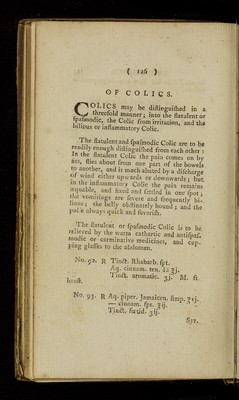 ( 126 )
OF COLICS.
COLICS may be diſtinguiſhed in a
threefold manner; into the flatulent or
ſpaſmodic, the Colic from irritation, and the
bilious or inflammatory Colic.
The flatulent and ſpaſmodic Colic are to be
readily enough diſtinguiſhed from each other:
In the flatulent Colic the pain comes on by
fits, flies about from one part of the bowels
to another, and is much abated by a diſcharge
of wind either upwards or downwards; but
in the inflammatory Colic the pain remains
equable, and fixed and ſettled in one ſpot;
the vomitings are ſevere and frequently bi-
lious; the belly obſtinately bound; and the
pulſe always quick and feveriſh.
The flatulent or ſpaſmodic Colic is to be
relieved by the warm cathartic and antiſpaſ-
modic or carminative medicines, and cup-
ping glaſſes to the abdomen.
No. 92. R Tinct. Rhubarb. ſpt.
Aq. cinnam. ten.
Tinct. aromatic. M. ft.
hauſt.
No. 93. R Aq. piper. Jamaicen. ſimp.
— cinnam. ſpt.
Tinct. fœtid.
Syr.